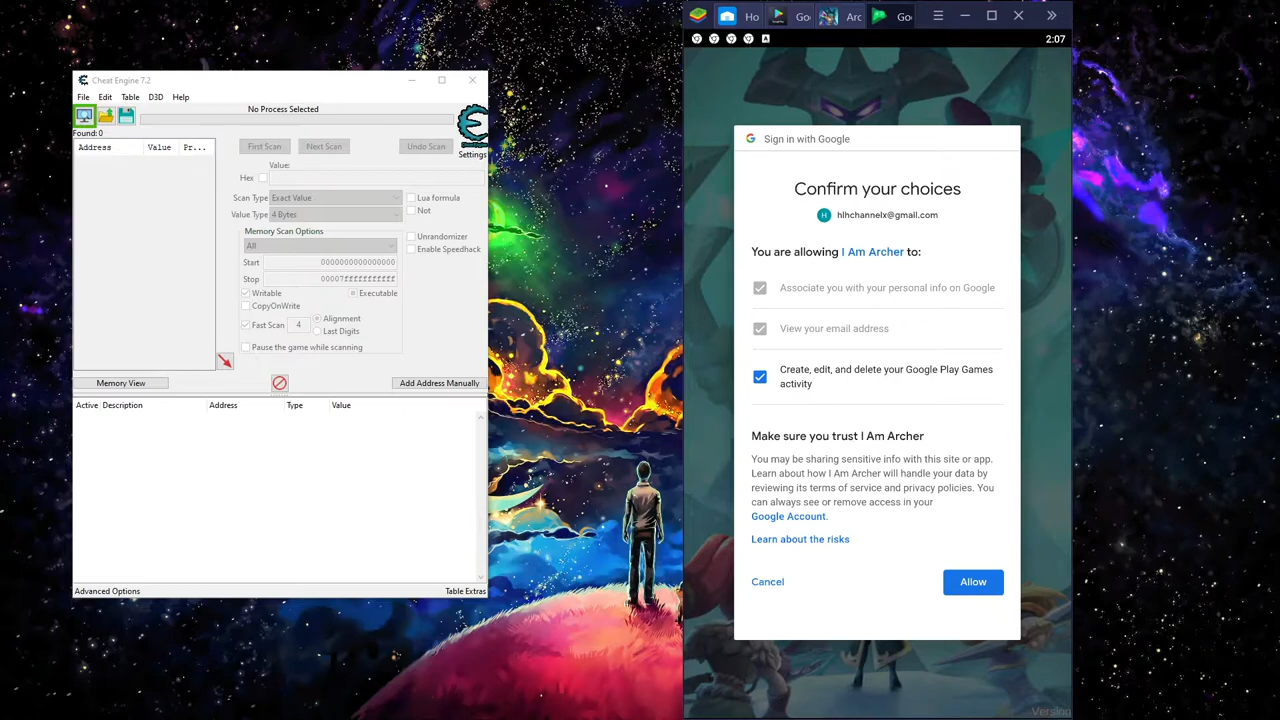 Cheat Engine 7.2
File Edit Table D3D Help
No Process Selected
Found: 0
Address Value Pr...
First Scan Next Scan Undo Scan
Settings
Value:
Hex
Scan Type Exact Value
Lua formula
Not
Value Type 4 Bytes
Memory Scan Options
All
Unrandomizer
Enable Speedhack
Start 0000000000000000
Stop 00007fffffffffff
Writable Executable
CopyOnWrite
Fast Scan 4 Alignment
Last Digits
Pause the game while scanning
Memory View
Add Address Manually
Active Description Address Type Value
Advanced Options
Table Extras
Ho Go Arc Go
2:07
Sign in with Google
Confirm your choices
H hlhchannelx@gmail.com
You are allowing I Am Archer to:
Associate you with your personal info on Google
View your email address
Create, edit, and delete your Google Play Games
activity
Make sure you trust I Am Archer
You may be sharing sensitive info with this site or app.
Learn about how I Am Archer will handle your data by
reviewing its terms of service and privacy policies. You
can always see or remove access in your
Google Account.
Learn about the risks
Cancel
Allow
Version